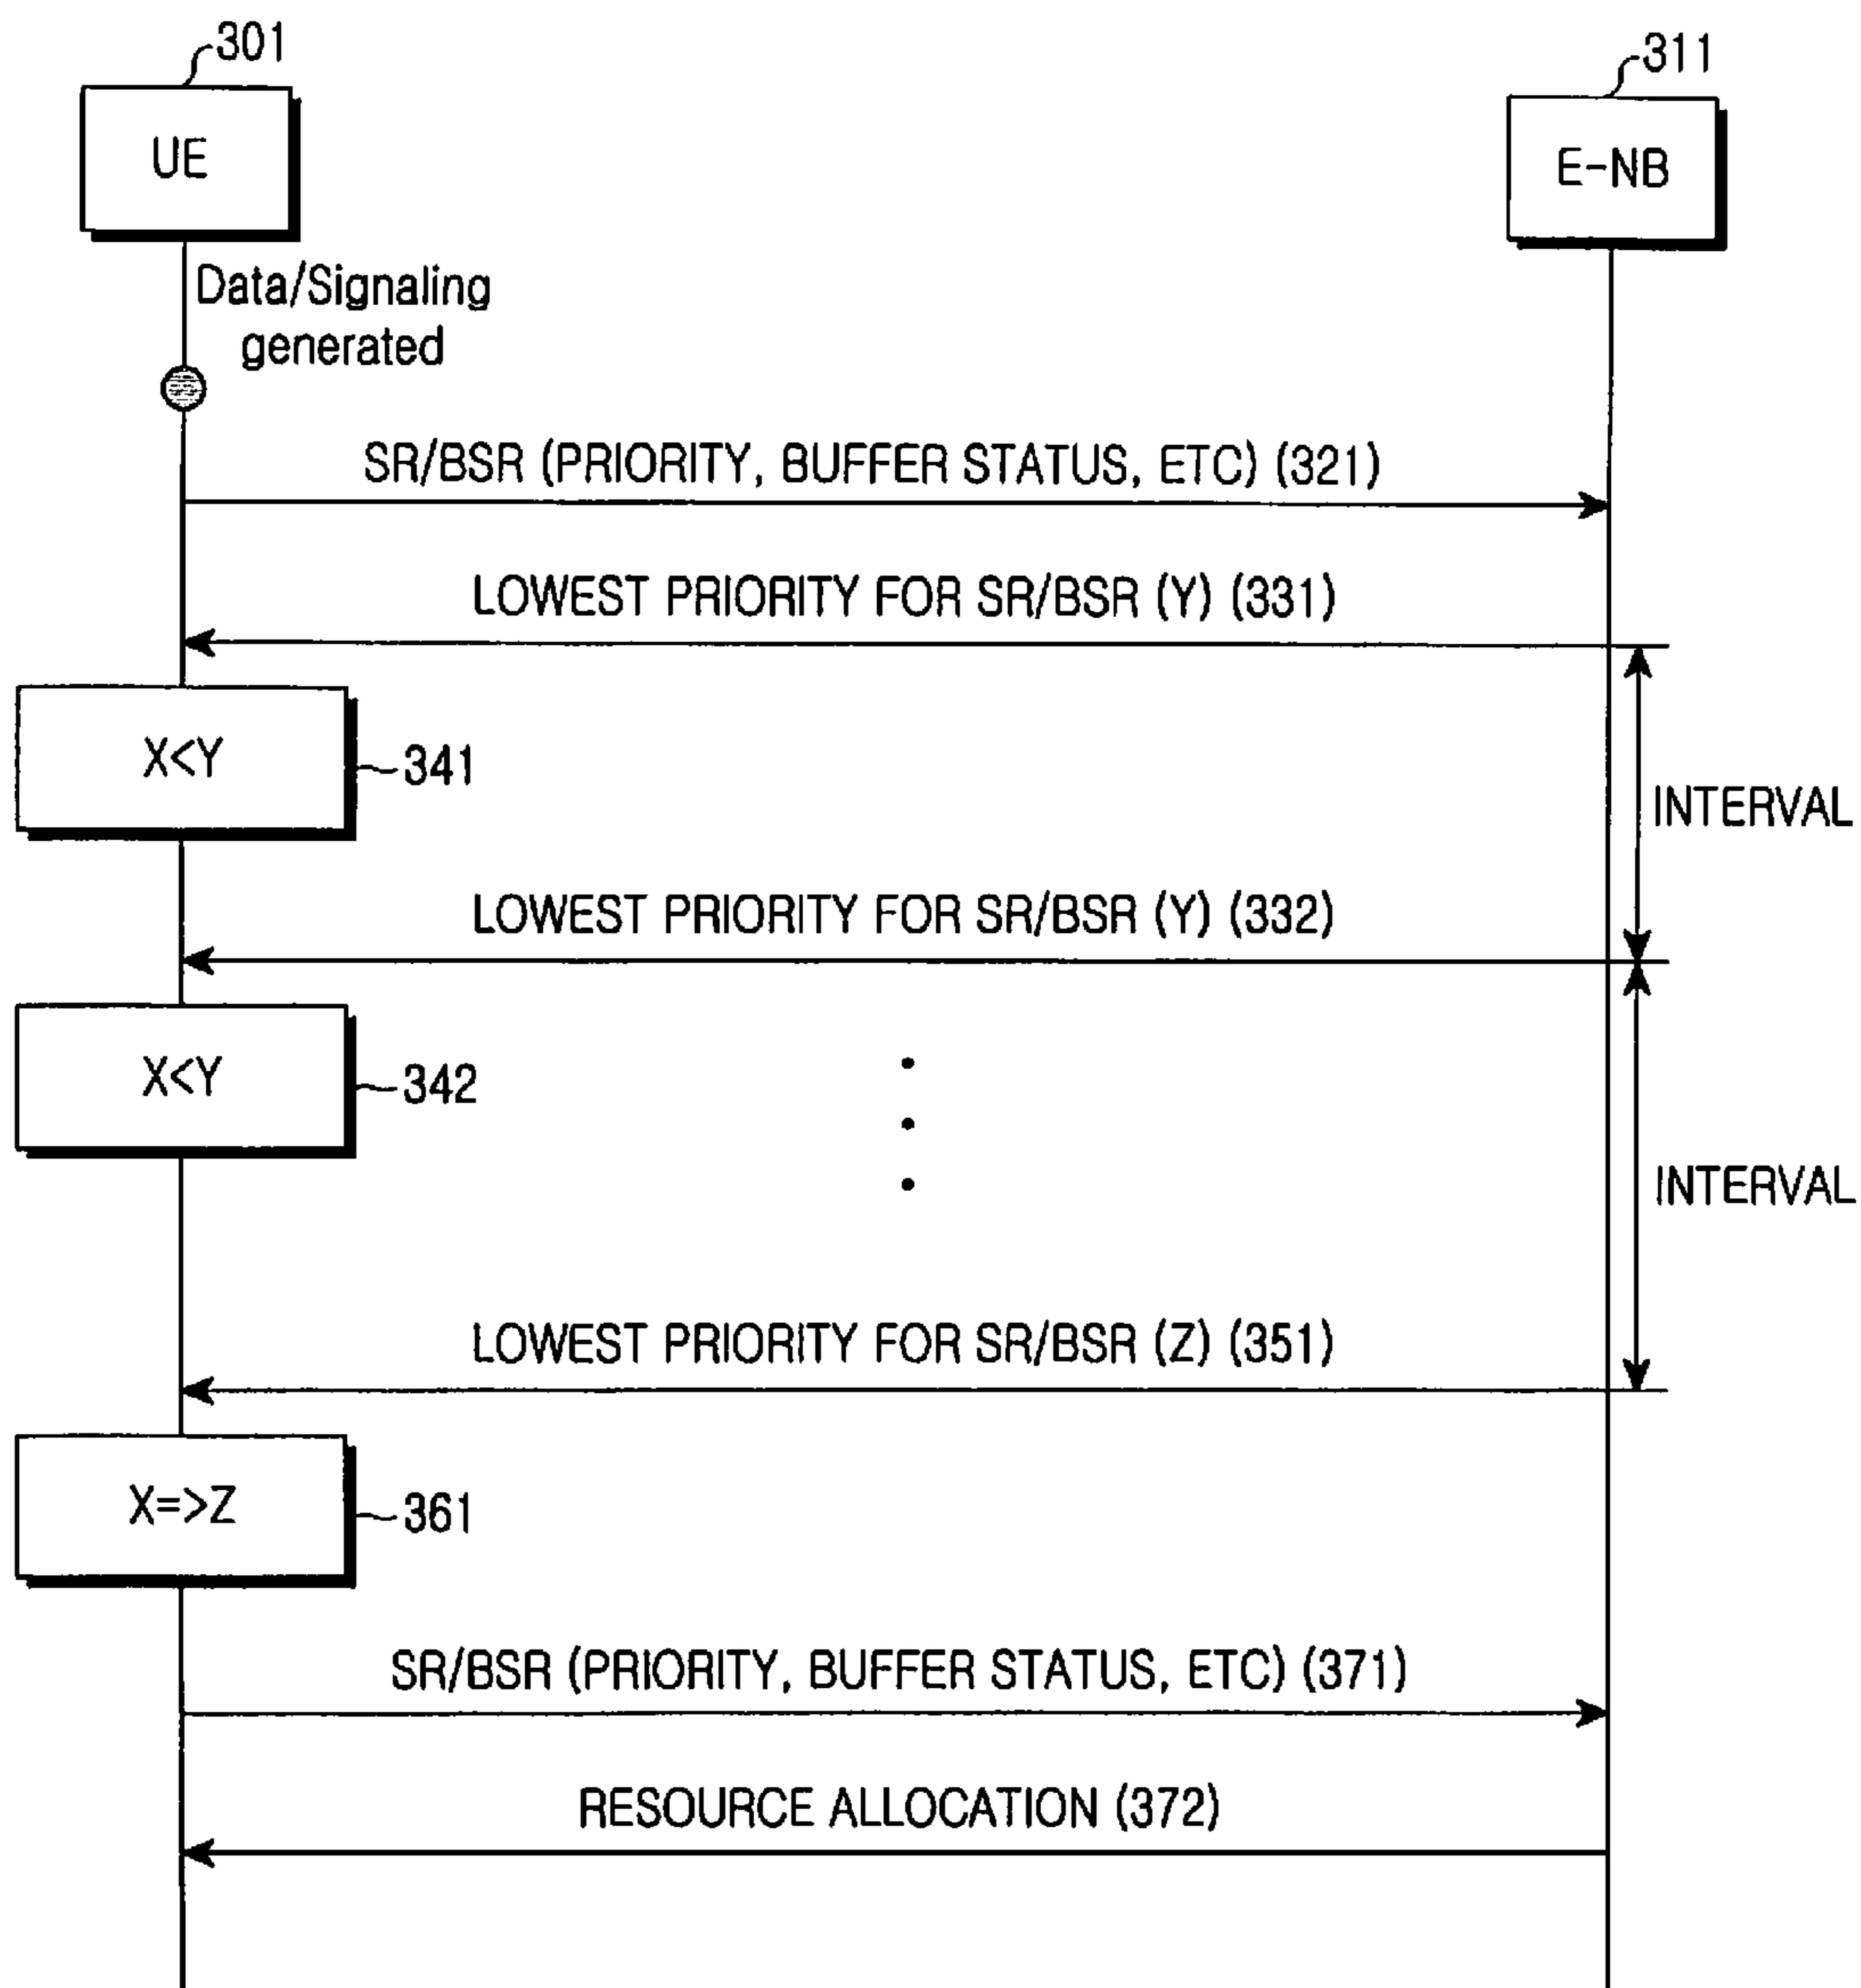 301
311
UE
E-NB
Data/Signaling
generated
SR/BSR (PRIORITY, BUFFER STATUS, ETC) (321)
LOWEST PRIORITY FOR SR/BSR (Y) (331)
X<Y
341
INTERVAL
LOWEST PRIORITY FOR SR/BSR (Y) (332)
X<Y
342
INTERVAL
LOWEST PRIORITY FOR SR/BSR (Z) (351)
X=>Z
361
SR/BSR (PRIORITY, BUFFER STATUS, ETC) (371)
RESOURCE ALLOCATION (372)